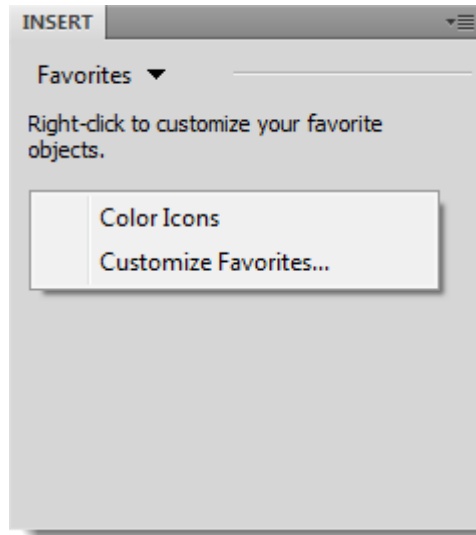 INSERT
Favorites
Right-click to customize your favorite
objects.
Color Icons
Customize Favorites...